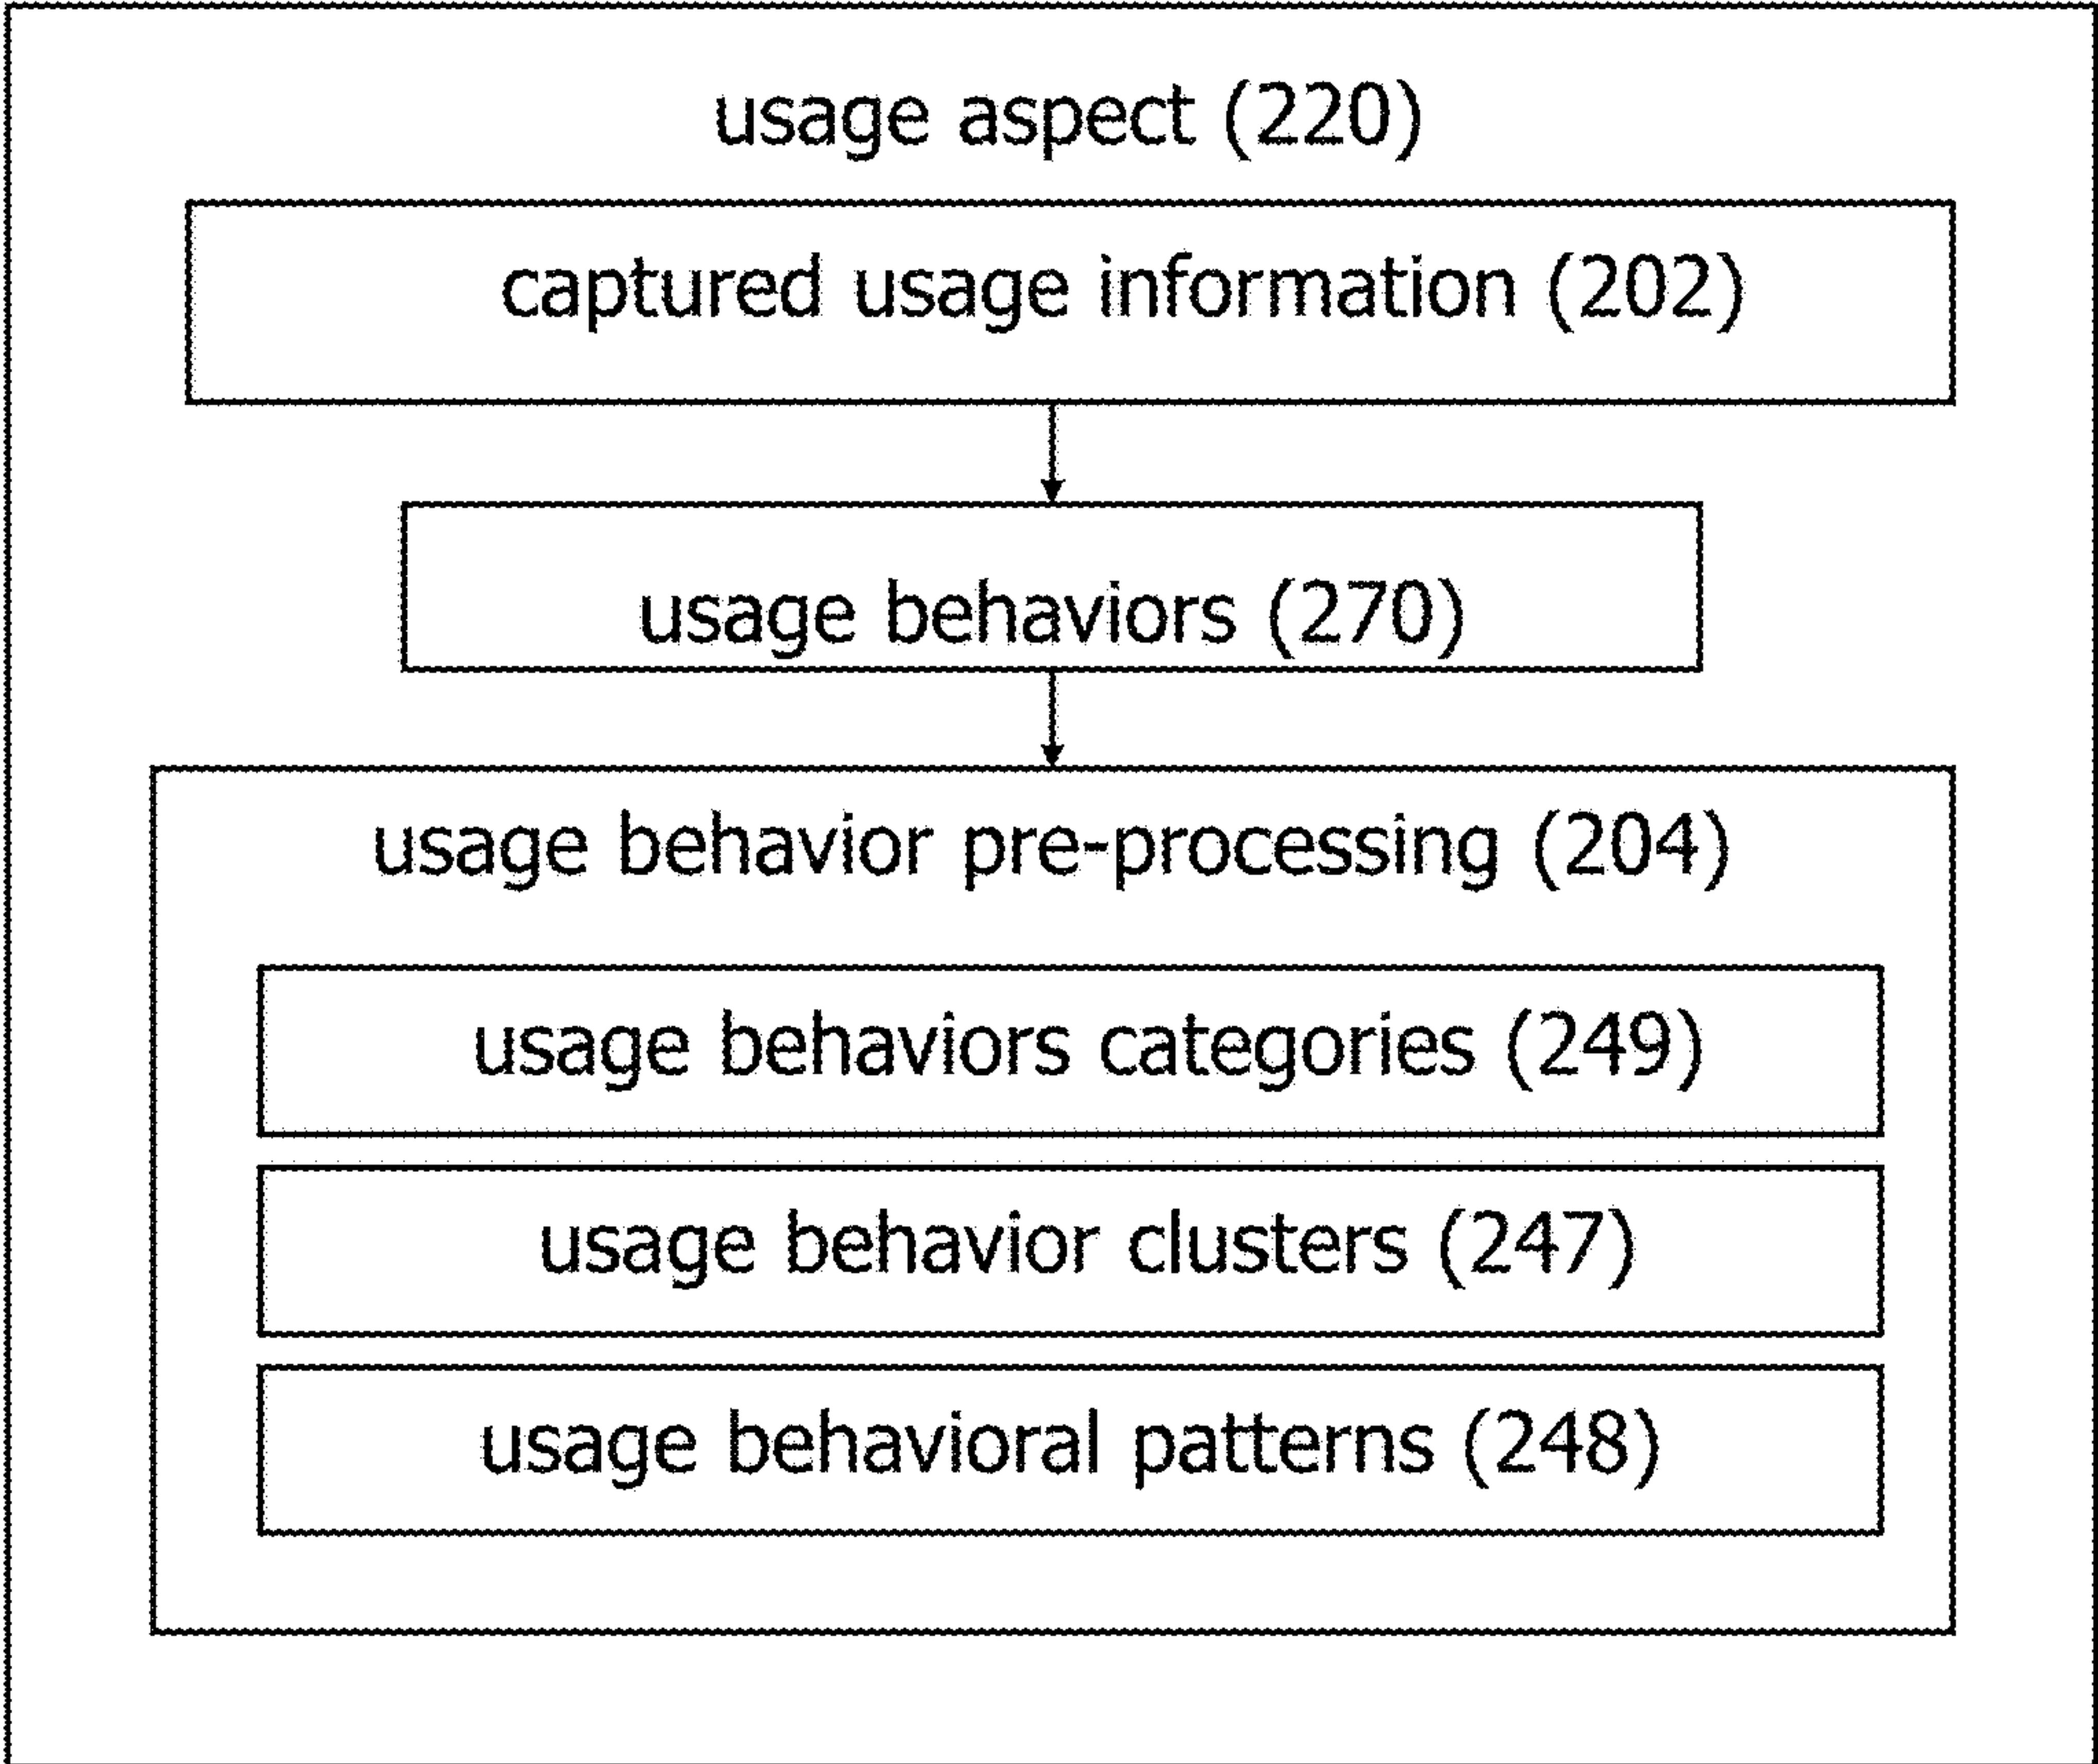 usage aspect (220)
captured usage information (202)
usage behaviors (270)
usage behavior pre-processing (204)
usage behaviors categories (249)
usage behavior clusters (247)
usage behavioral patterns (248)